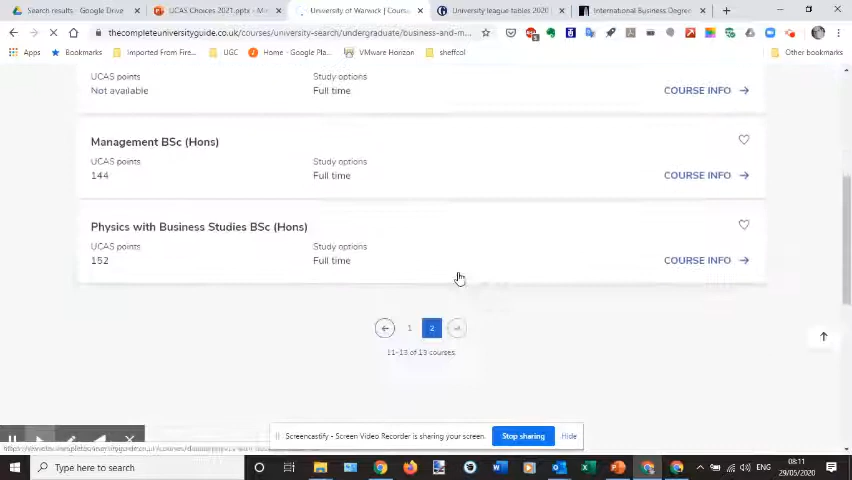 Search results - Google Drive
UCAS Choices 2021.pptx - M
University of Warwick | Cours
University league tables 2020 |
International Business Degre
thecompleteuniversityguide.co.uk/courses/university-search/undergraduate/business-and-m...
Apps
Bookmarks
Imported From Fire...
UGC
Home - Google Pla...
VMware Horizon
sheffcol
Other bookmarks
UCAS points
Study options
Not available
Full time
COURSE INFO
Management BSc (Hons)
UCAS points
Study options
144
Full time
COURSE INFO
Physics with Business Studies BSc (Hons)
UCAS points
Study options
152
Full time
COURSE INFO
1 2
11-13 of 13 courses.
Screencastify - Screen Video Recorder is sharing your screen.
Stop sharing
Hide
Type here to search
ENG
08:11
29/05/2020